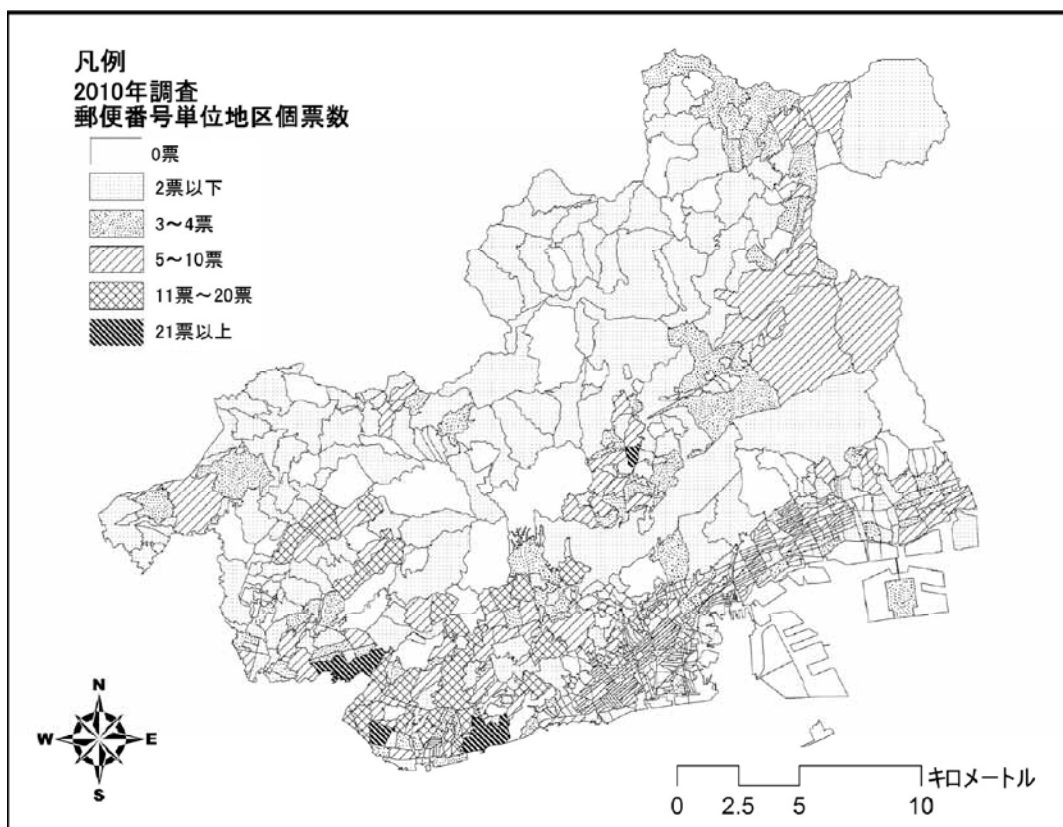 凡例
2010年調査
郵便番号単位地区個票数
0票
2票以下
3～4票
5～10票
11票～20票
21票以上
N
W E
S
キロメートル
0 2.5 5 10